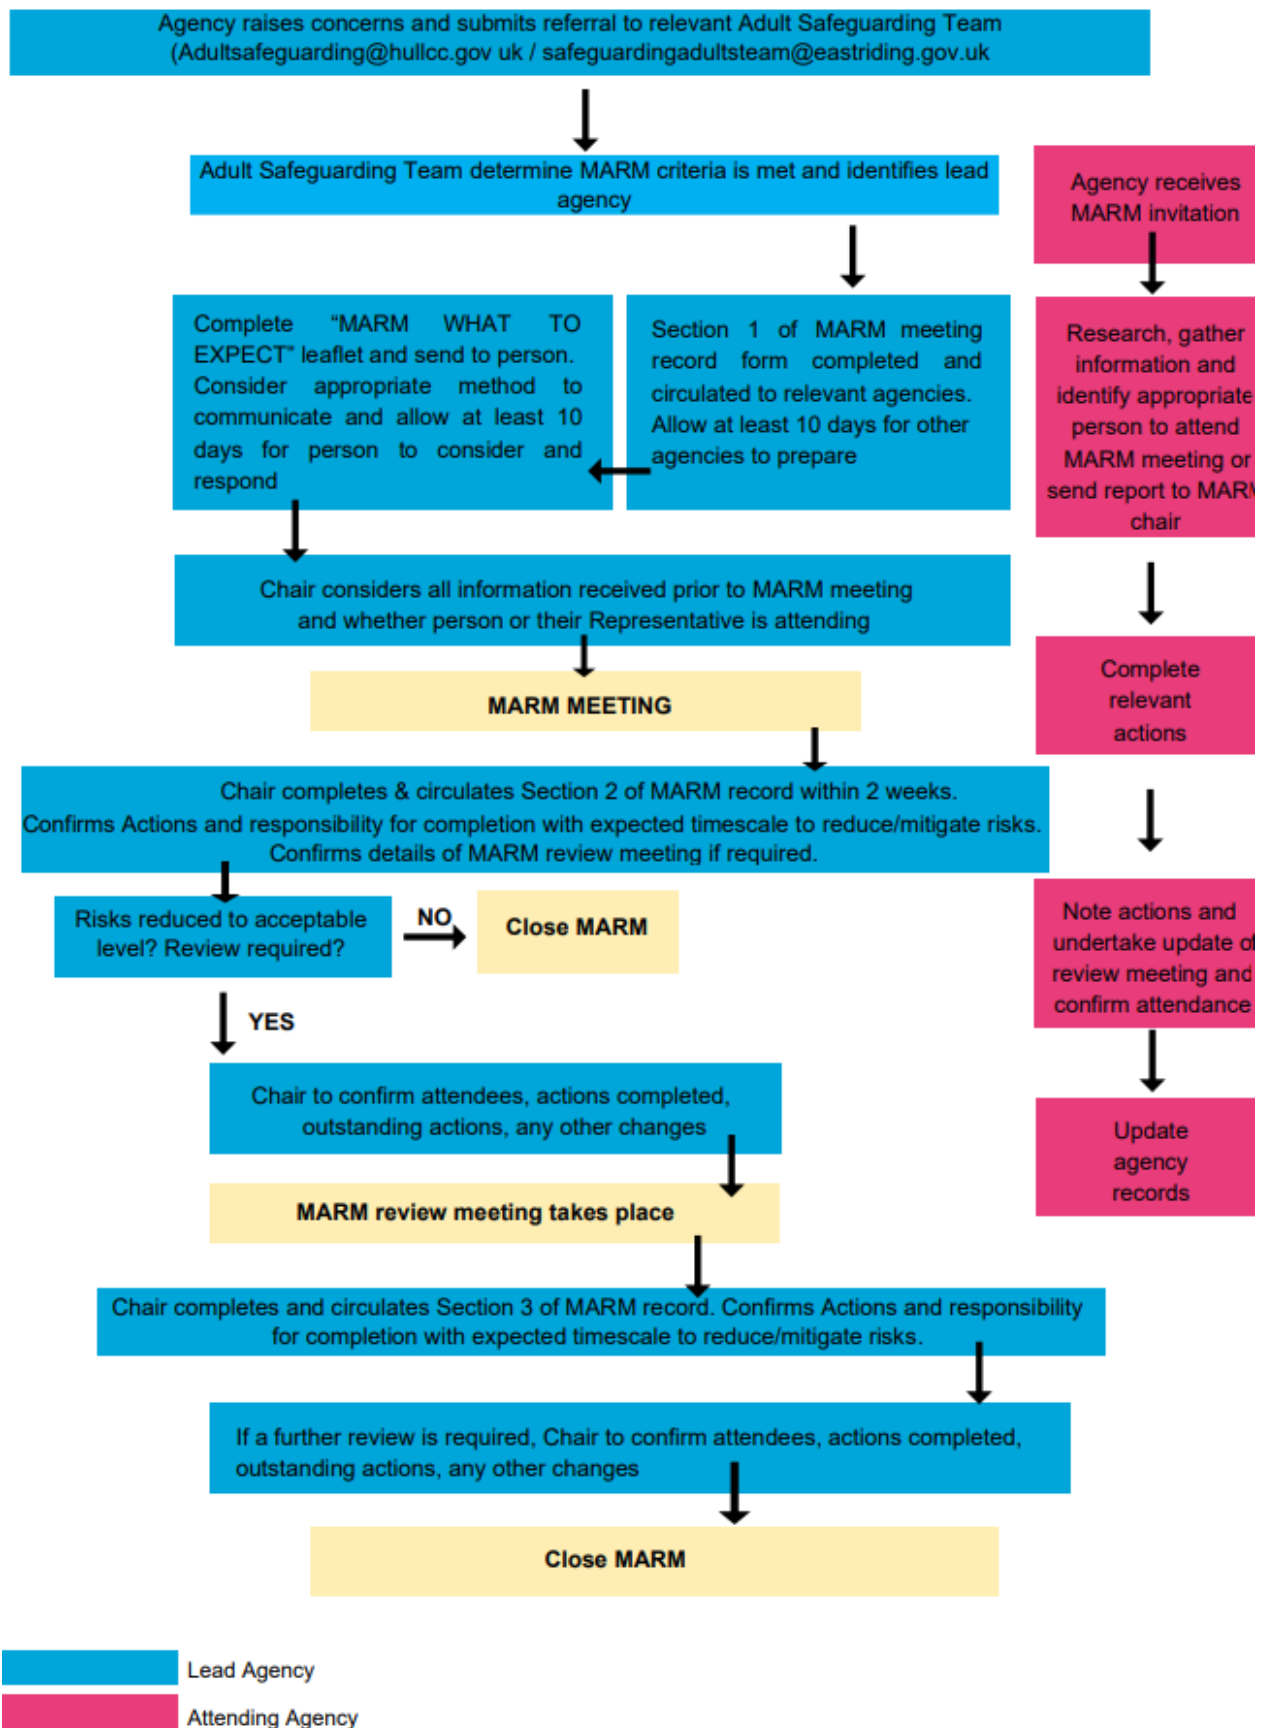 Agency raises concerns and submits referral to relevant Adult Safeguarding Team
(Adultsafeguarding@hullcc.gov uk / safeguardingadultsteam@eastriding.gov.uk
Adult Safeguarding Team determine MARM criteria is met and identifies lead
agency
Complete “MARM WHAT TO
EXPECT” leaflet and send to person.
Consider appropriate method to
communicate and allow at least 10
days for person to consider and
respond
Section 1 of MARM meeting
record form completed and
circulated to relevant agencies.
Allow at least 10 days for other
agencies to prepare
Chair considers all information received prior to MARM meeting
and whether person or their Representative is attending
MARM MEETING
Chair completes & circulates Section 2 of MARM record within 2 weeks.
Confirms Actions and responsibility for completion with expected timescale to reduce/mitigate risks.
Confirms details of MARM review meeting if required.
Risks reduced to acceptable
level? Review required?
NO
Close MARM
YES
Chair to confirm attendees, actions completed,
outstanding actions, any other changes
MARM review meeting takes place
Chair completes and circulates Section 3 of MARM record. Confirms Actions and responsibility
for completion with expected timescale to reduce/mitigate risks.
If a further review is required, Chair to confirm attendees, actions completed,
outstanding actions, any other changes
Close MARM
Agency receives
MARM invitation
Research, gather
information and
identify appropriate
person to attend
MARM meeting or
send report to MARM
chair
Complete
relevant
actions
Note actions and
undertake update of
review meeting and
confirm attendance
Update
agency
records
Lead Agency
Attending Agency